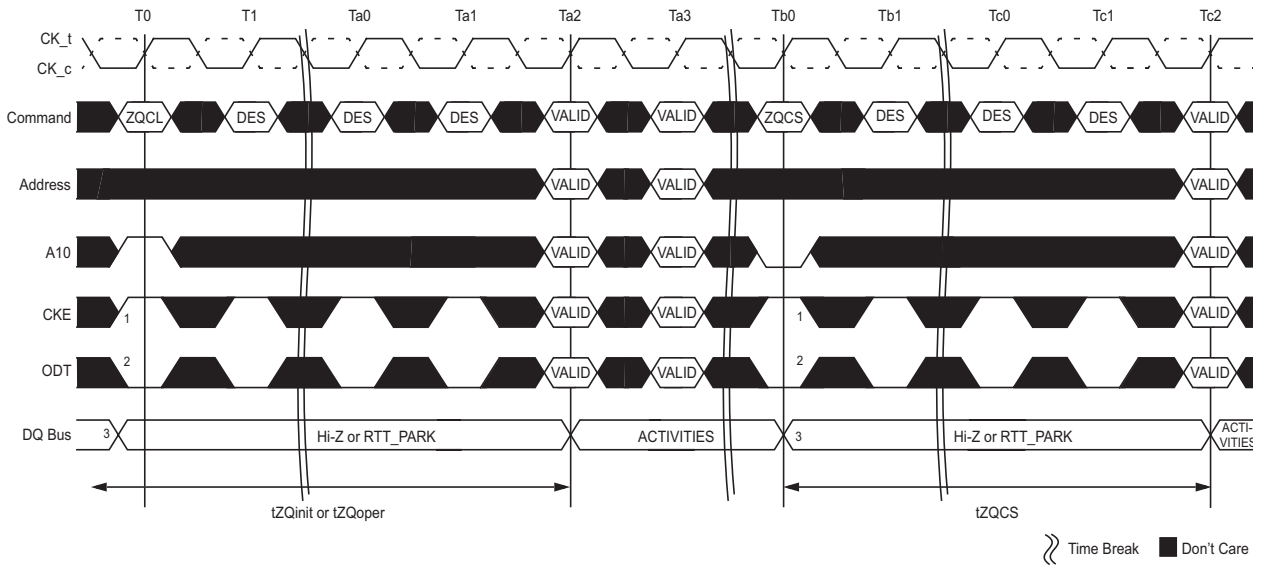 T0 T1 Ta0 Ta1 Ta2 Ta3 Tb0 Tb1 Tc0 Tc1 Tc2
CK_t
CK_c
Command ZQCL DES DES DES VALID VALID ZQCS DES DES DES VALID
Address VALID VALID VALID
A10 VALID VALID VALID
CKE 1 VALID VALID 1 VALID
ODT 2 VALID VALID 2 VALID
DQ Bus 3 Hi-Z or RTT_PARK ACTIVITIES 3 Hi-Z or RTT_PARK ACTI-
VITIES
tZQinit or tZQoper tZQCS
Time Break Don't Care